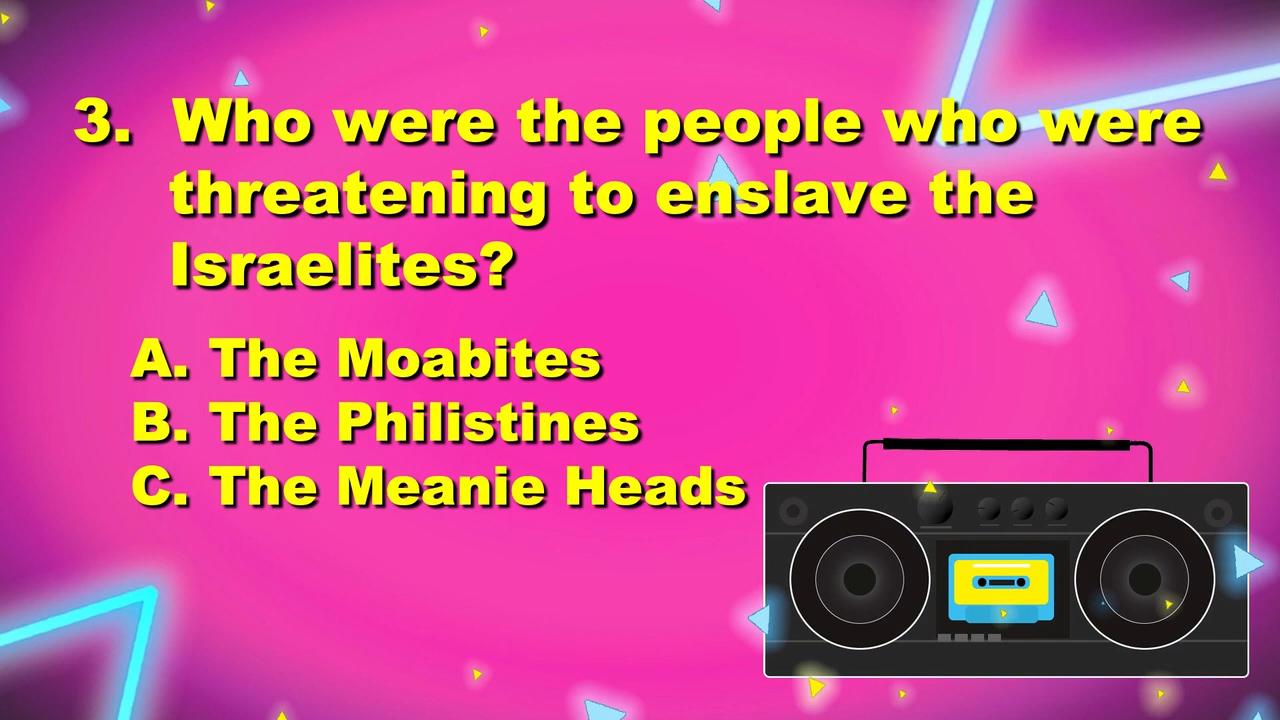 3. Who were the people who were
threatening to enslave the
Israelites?
A. The Moabites
B. The Philistines
C. The Meanie Heads